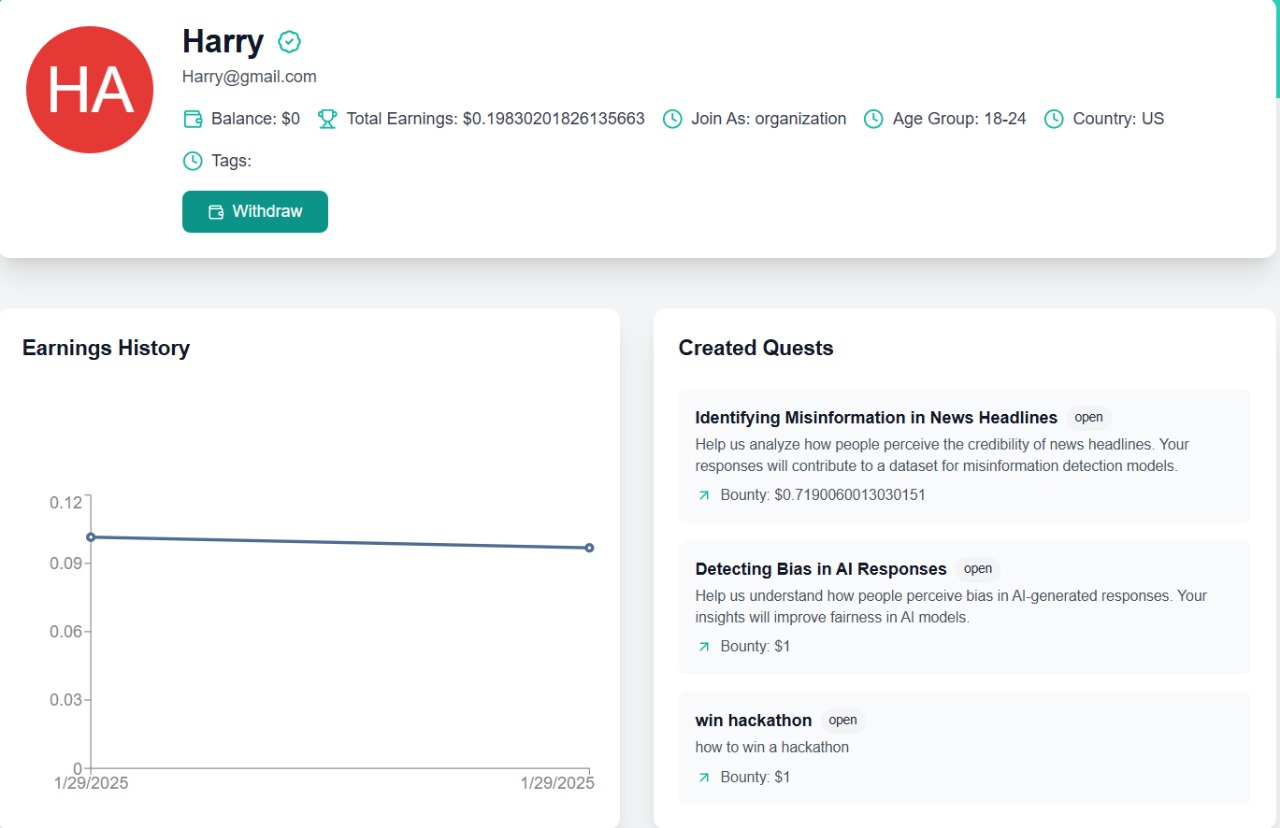 HA
Harry
Harry@gmail.com
Balance: $0 Total Earnings: $0.19830201826135663 Join As: organization Age Group: 18-24 Country: US
Tags:
Withdraw
Earnings History
0.12
0.09
0.06
0.03
0
1/29/2025 1/29/2025
Created Quests
Identifying Misinformation in News Headlines open
Help us analyze how people perceive the credibility of news headlines. Your
responses will contribute to a dataset for misinformation detection models.
Bounty: $0.7190060013030151
Detecting Bias in AI Responses open
Help us understand how people perceive bias in AI-generated responses. Your
insights will improve fairness in AI models.
Bounty: $1
win hackathon open
how to win a hackathon
Bounty: $1